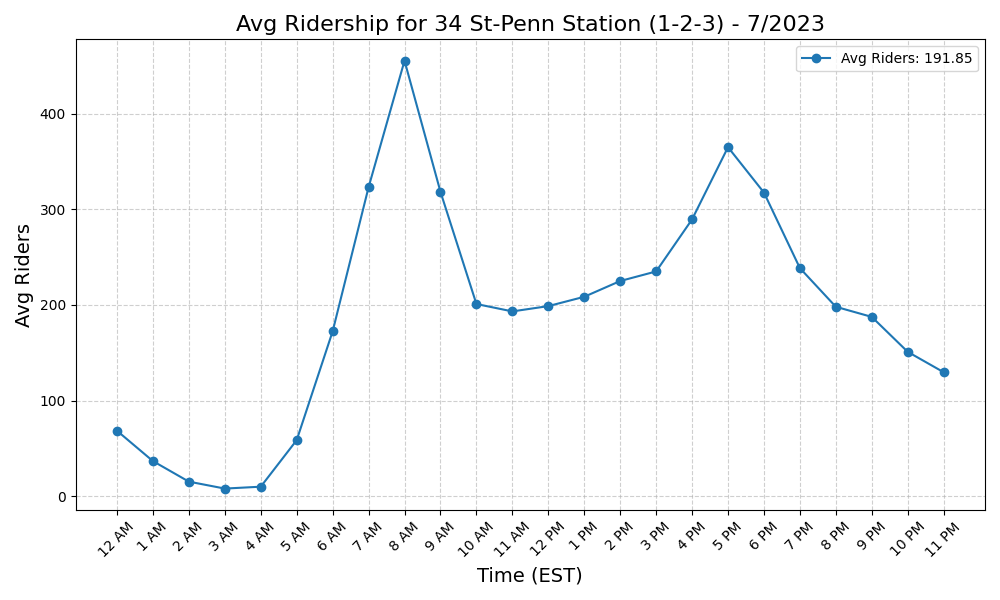 Avg Ridership for 34 St-Penn Station (1-2-3) - 7/2023
Avg Riders: 191.85
Avg Riders
400
300
200
100
0
12 AM
1 AM
2 AM
3 AM
4 AM
5 AM
6 AM
7 AM
8 AM
9 AM
10 AM
11 AM
12 PM
1 PM
2 PM
3 PM
4 PM
5 PM
6 PM
7 PM
8 PM
9 PM
10 PM
11 PM
Time (EST)